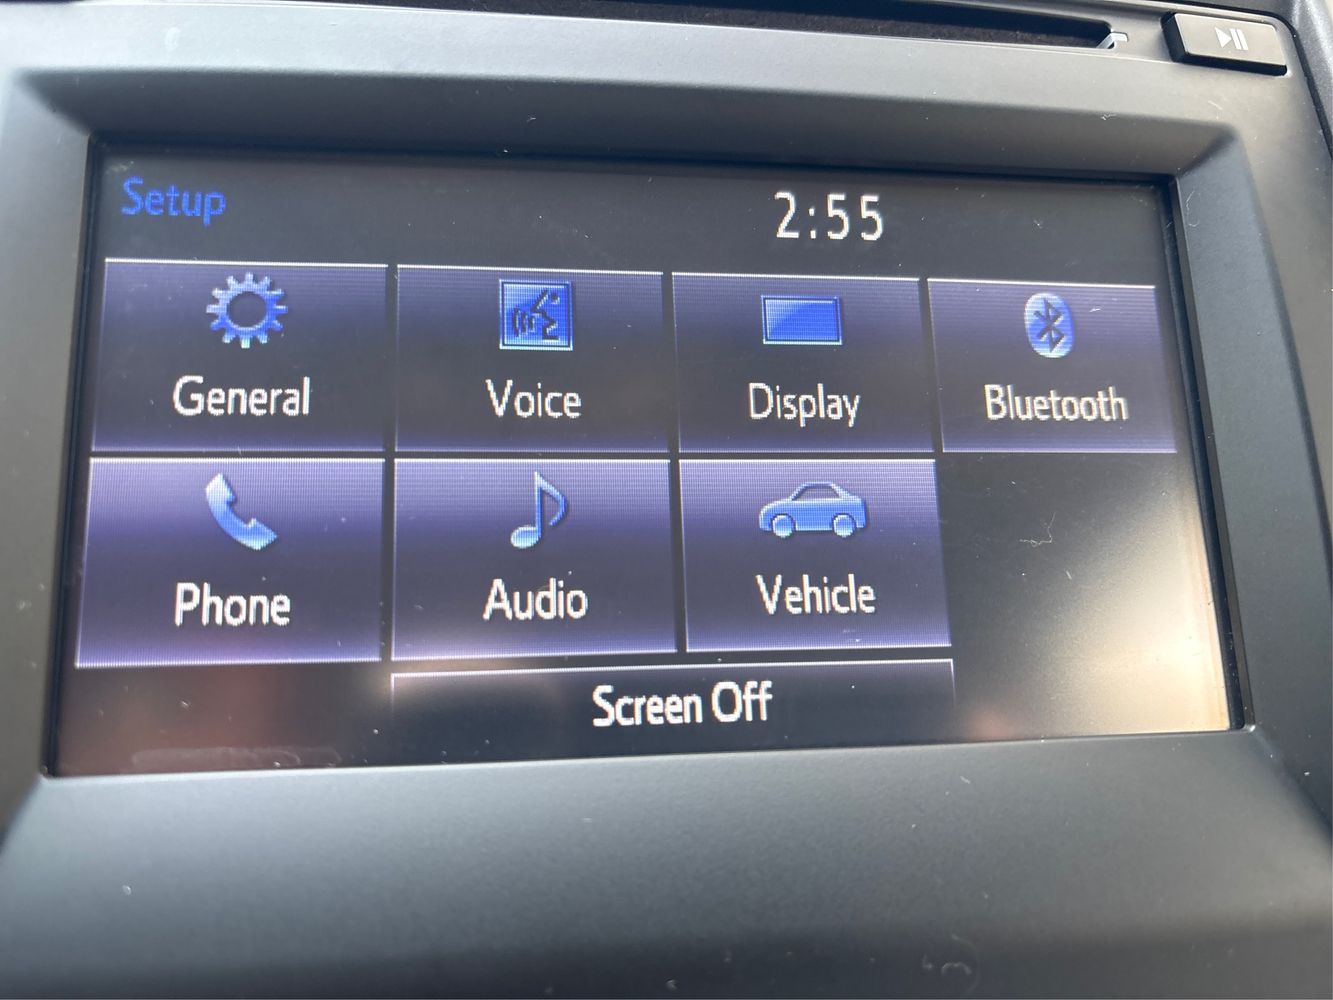 Setup
2:55
General
Voice
Display
Bluetooth
Phone
Audio
Vehicle
Screen Off